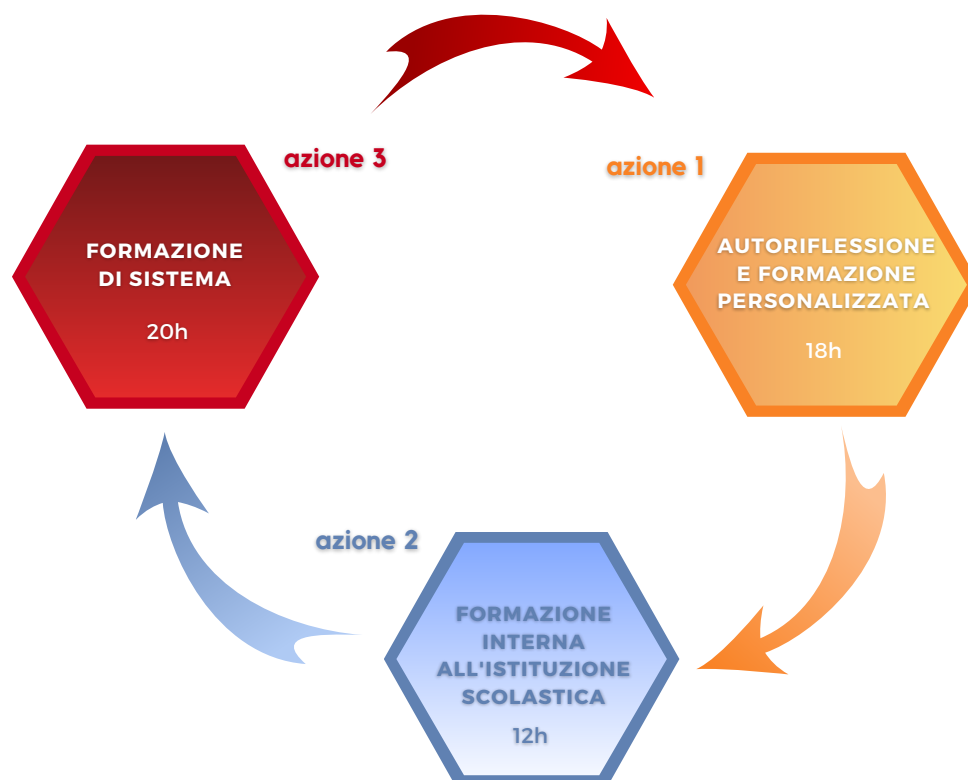 azione 3
FORMAZIONE
DI SISTEMA
20h
azione 1
AUTORIFLESSIONE
E FORMAZIONE
PERSONALIZZATA
18h
azione 2
FORMAZIONE
INTERNA
ALL'ISTITUZIONE
SCOLASTICA
12h